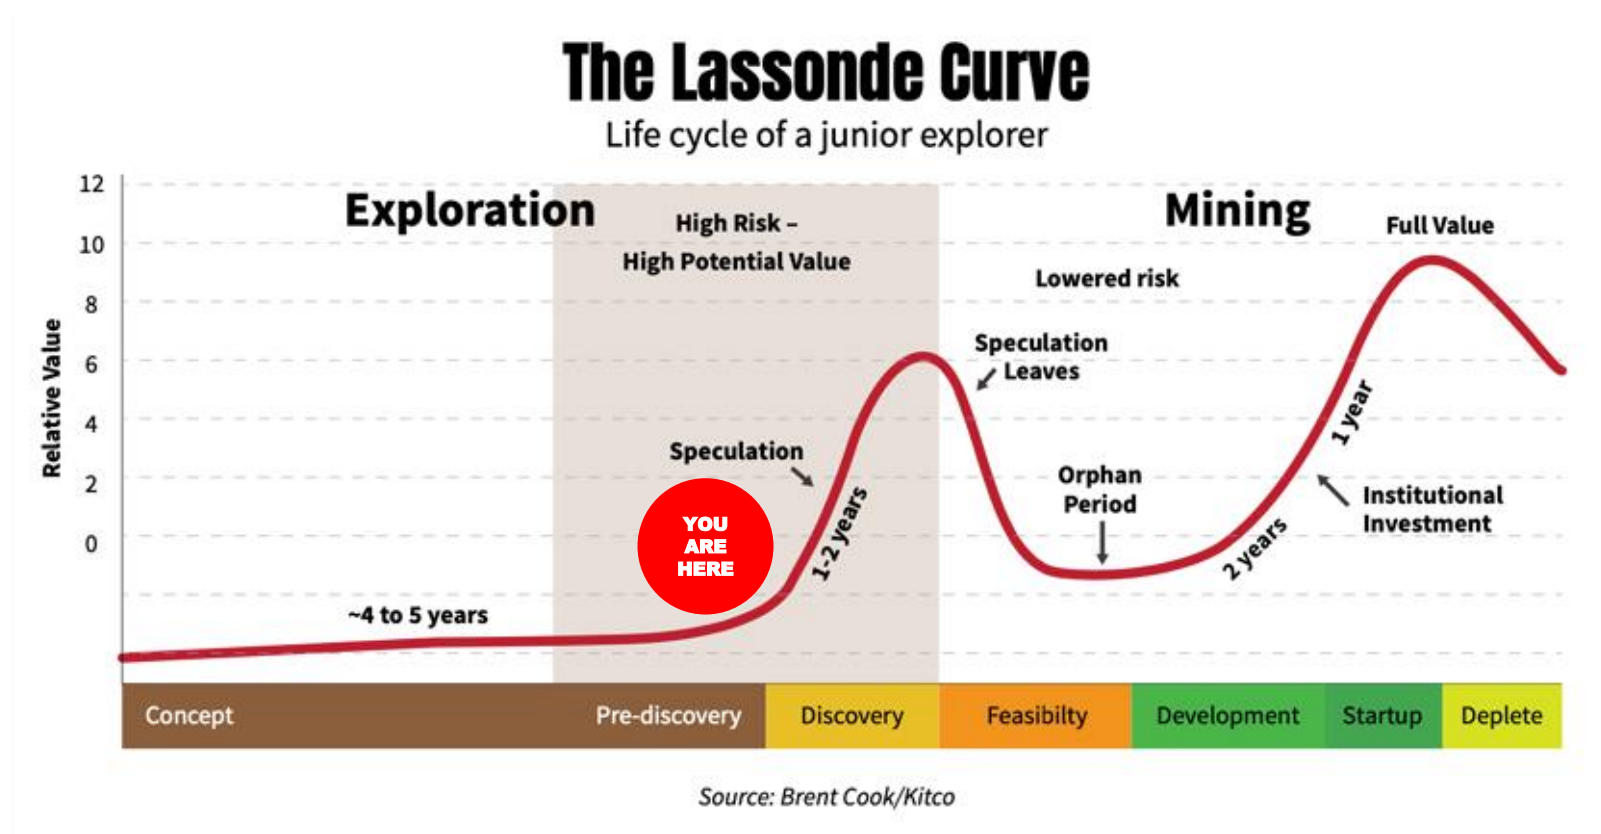 The Lassonde Curve
Life cycle of a junior explorer
Relative Value
12
10
8
6
4
2
0
Exploration
Mining
High Risk –
High Potential Value
Full Value
Lowered risk
Speculation
Leaves
Speculation
YOU
ARE
HERE
1-2 years
~4 to 5 years
Orphan
Period
2 years
1 year
Institutional
Investment
Concept
Pre-discovery
Discovery
Feasibilty
Development
Startup
Deplete
Source: Brent Cook/Kitco